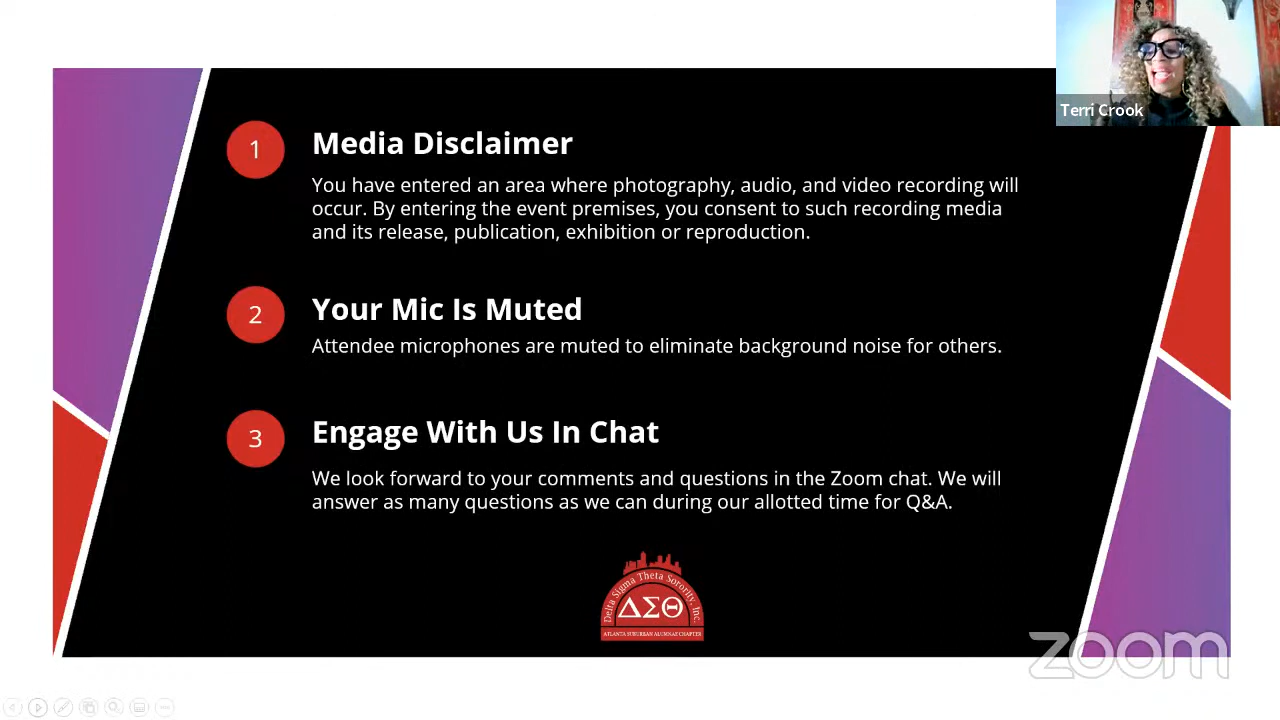 Terri Crook
1
Media Disclaimer
You have entered an area where photography, audio, and video recording will
occur. By entering the event premises, you consent to such recording media
and its release, publication, exhibition or reproduction.
2
Your Mic Is Muted
Attendee microphones are muted to eliminate background noise for others.
3
Engage With Us In Chat
We look forward to your comments and questions in the Zoom chat. We will
answer as many questions as we can during our allotted time for Q&A.
Delta Sigma Theta Sorority, Inc.
ΔΣΘ
ATLANTA SUBURBAN ALUMNAE CHAPTER
zoom